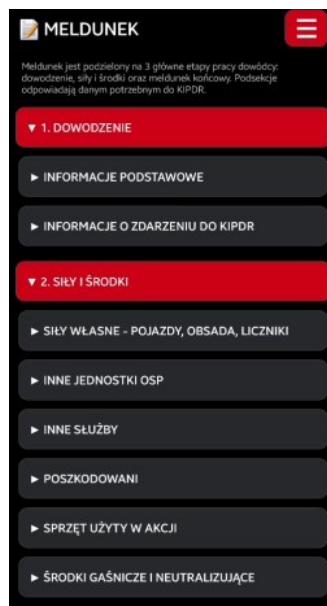 MELDUNEK
Meldunek jest podzielony na 3 główne etapy pracy dowódcy:
dowodzenie, siły i środki oraz meldunek końcowy. Podsekcje
odpowiadają danym potrzebnym do KIPDR.
▼ 1. DOWODZENIE
► INFORMACJE PODSTAWOWE
► INFORMACJE O ZDARZENIU DO KIPDR
▼ 2. SIŁY I ŚRODKI
► SIŁY WŁASNE - POJAZDY, OBSADA, LICZNIKI
► INNE JEDNOSTKI OSP
► INNE SŁUŻBY
► POSZKODOWANI
► SPRZĘT UŻYTY W AKCJI
► ŚRODKI GAŚNICZE I NEUTRALIZUJĄCE